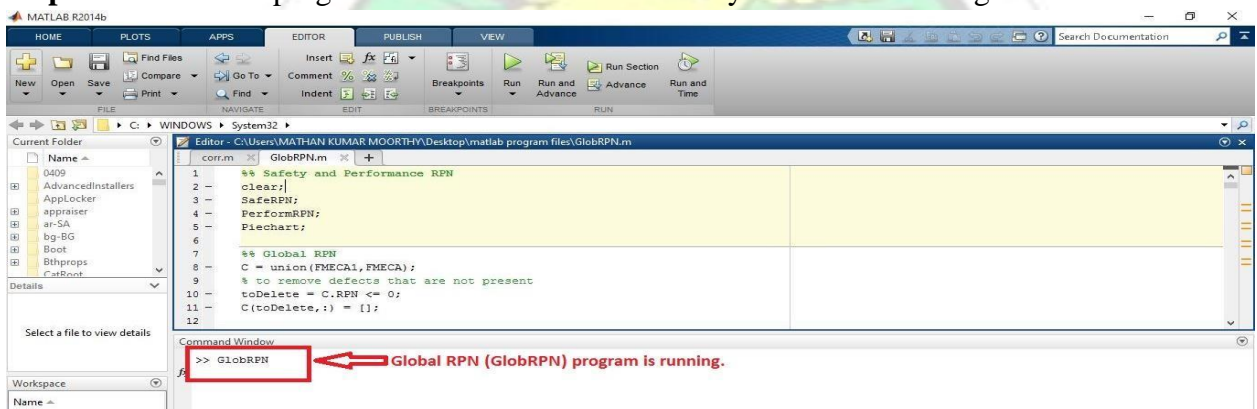 MATLAB R2014b
HOME PLOTS APPS EDITOR PUBLISH VIEW
Search Documentation
New Open Save
Find Files
Compare
Print
FILE
Go To
Find
NAVIGATE
Insert fx
Comment
Indent
EDIT
Breakpoints
BREAKPOINTS
Run
Run and Advance
Run Section
Advance
Run and Time
RUN
C: WINDOWS System32
Current Folder
Name
0409
AdvancedInstallers
AppLocker
appraiser
ar-SA
bg-BG
Boot
Bthprops
CatRoot
Details
Select a file to view details
Workspace
Name
Editor - C:\Users\MATHAN KUMAR MOORTHY\Desktop\matlab program files\GlobRPN.m
corr.m GlobRPN.m +
1 %% Safety and Performance RPN
2 - clear;
3 - SafeRPN;
4 - PerformRPN;
5 - Piechart;
6
7 %% Global RPN
8 - C = union(FMECA1,FMECA);
9 % to remove defects that are not present
10 - toDelete = C.RPN <= 0;
11 - C(toDelete,:) = [];
12
Command Window
>> GlobRPN
Global RPN (GlobRPN) program is running.